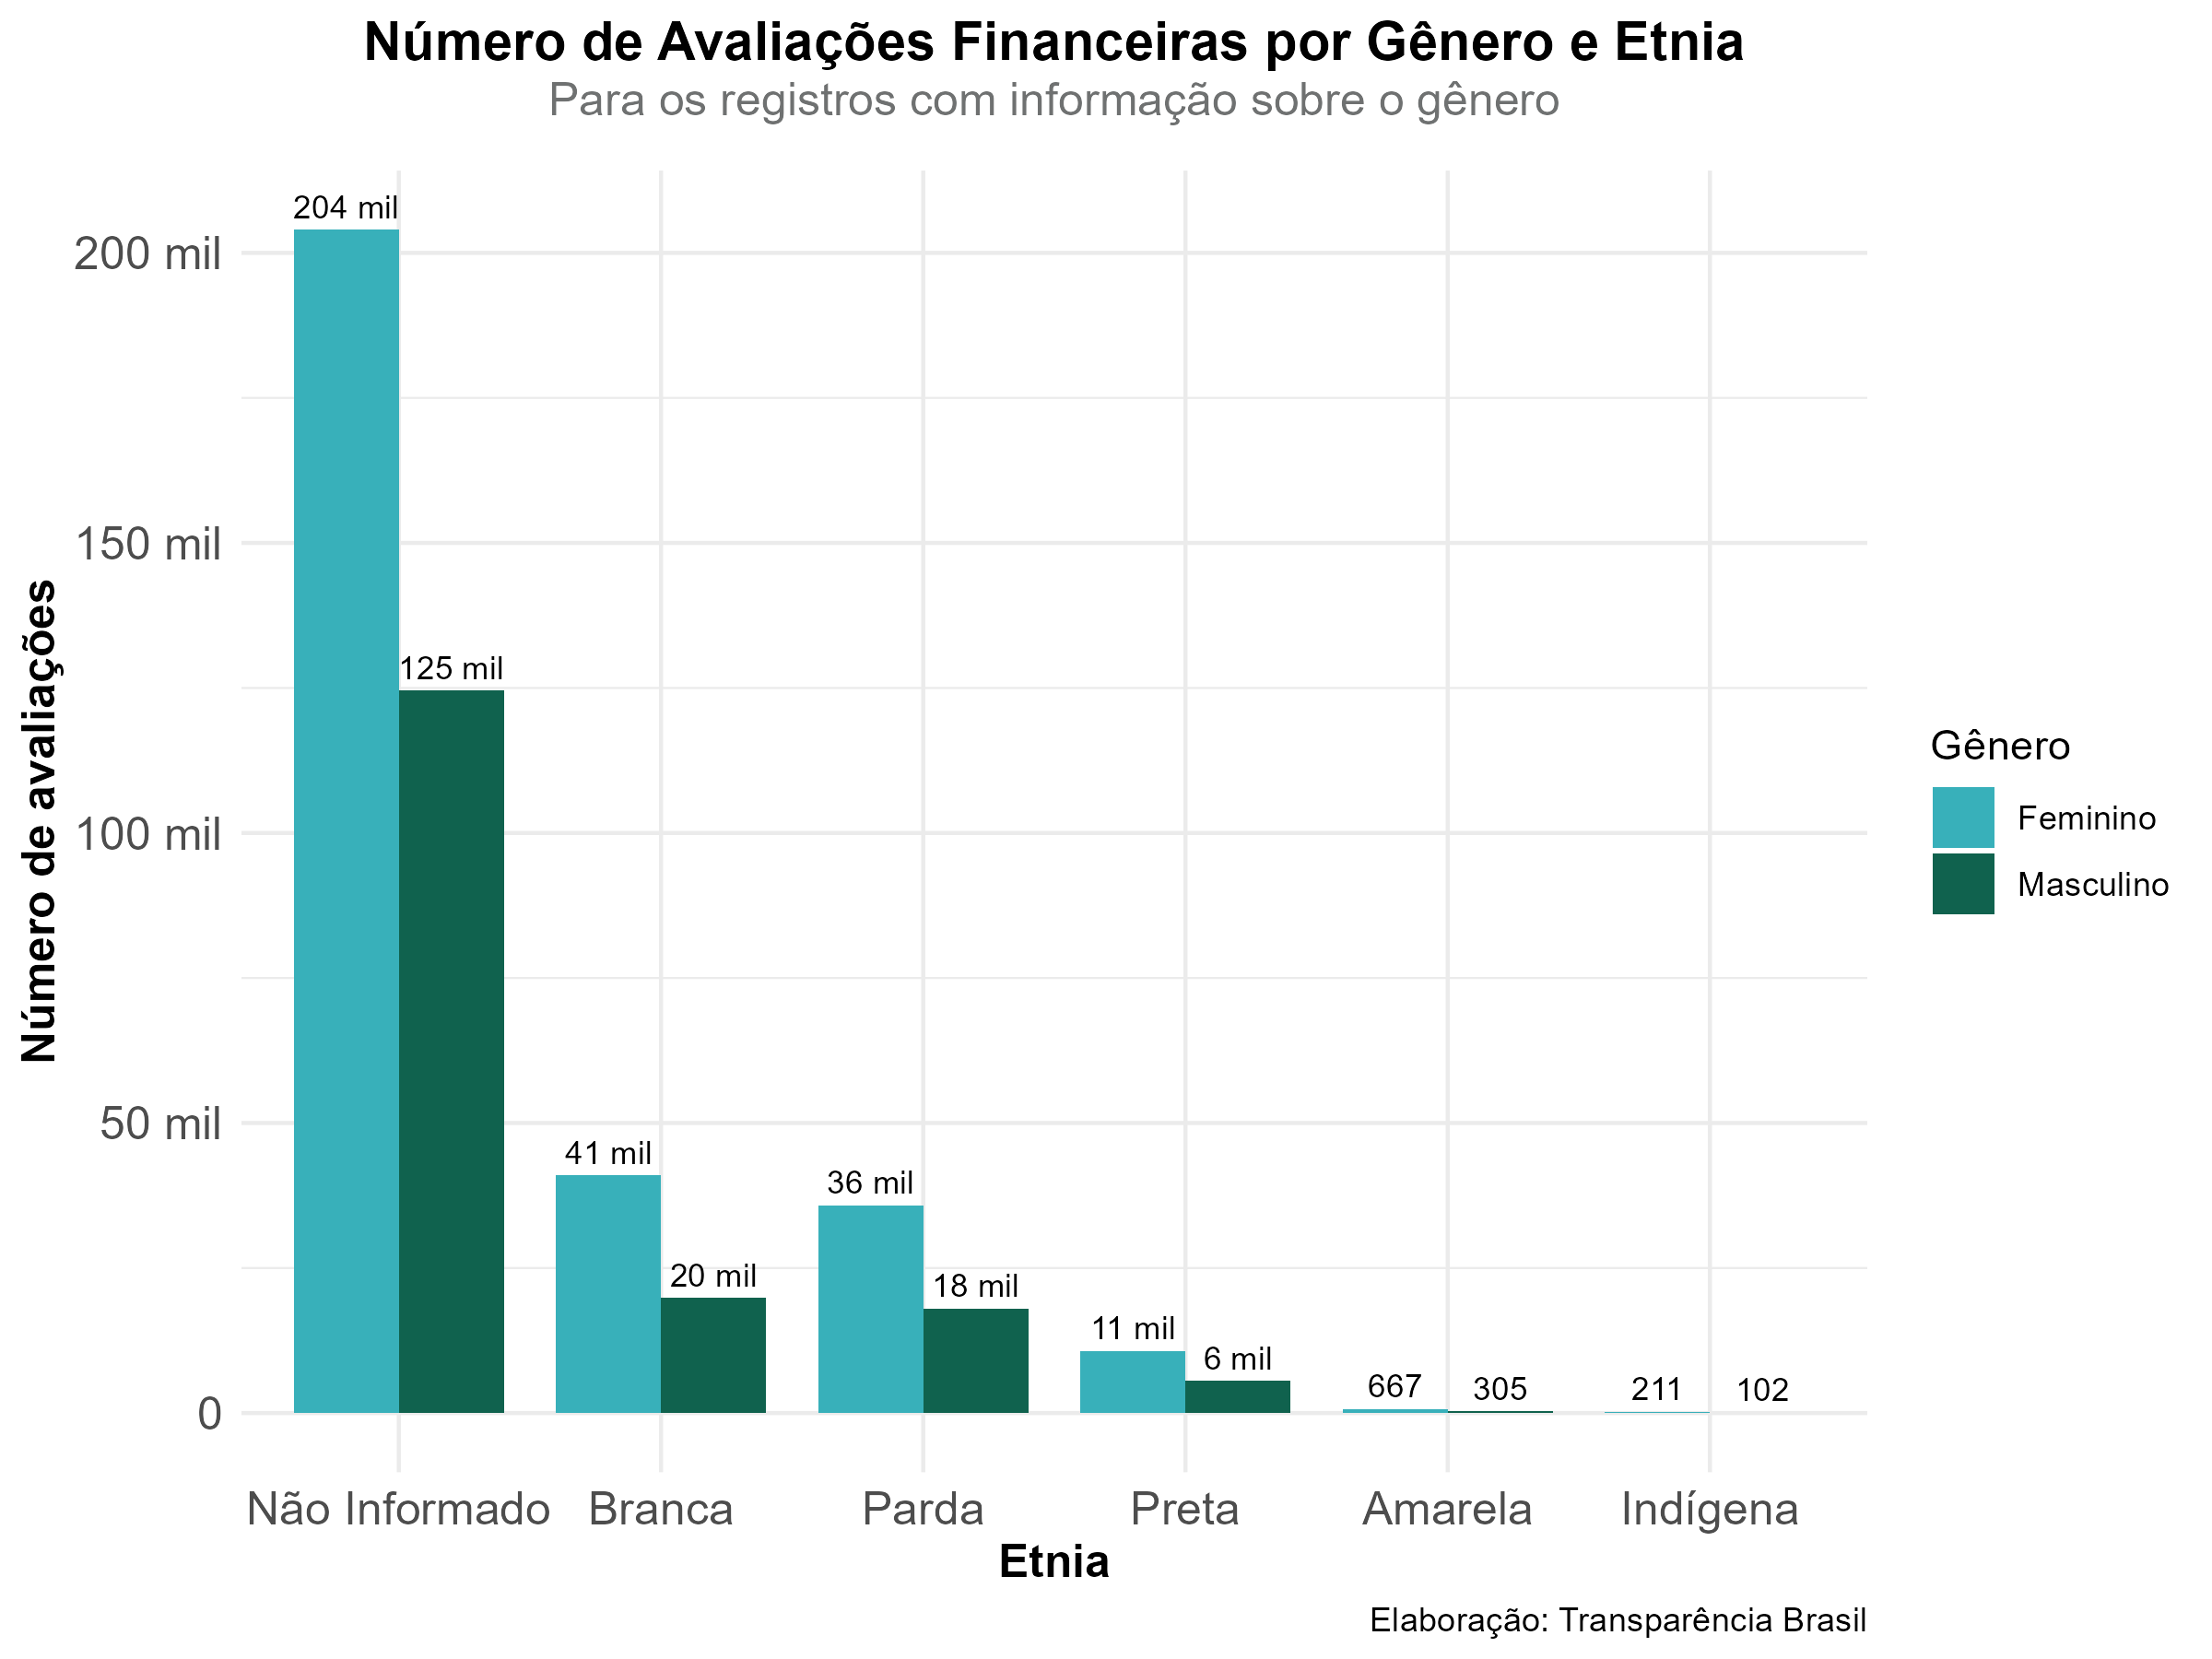 Número de Avaliações Financeiras por Gênero e Etnia
Para os registros com informação sobre o gênero
Número de avaliações
200 mil
150 mil
100 mil
50 mil
0
204 mil
125 mil
41 mil
20 mil
36 mil
18 mil
11 mil
6 mil
667
305
211
102
Não Informado
Branca
Parda
Preta
Amarela
Indígena
Etnia
Gênero
Feminino
Masculino
Elaboração: Transparência Brasil